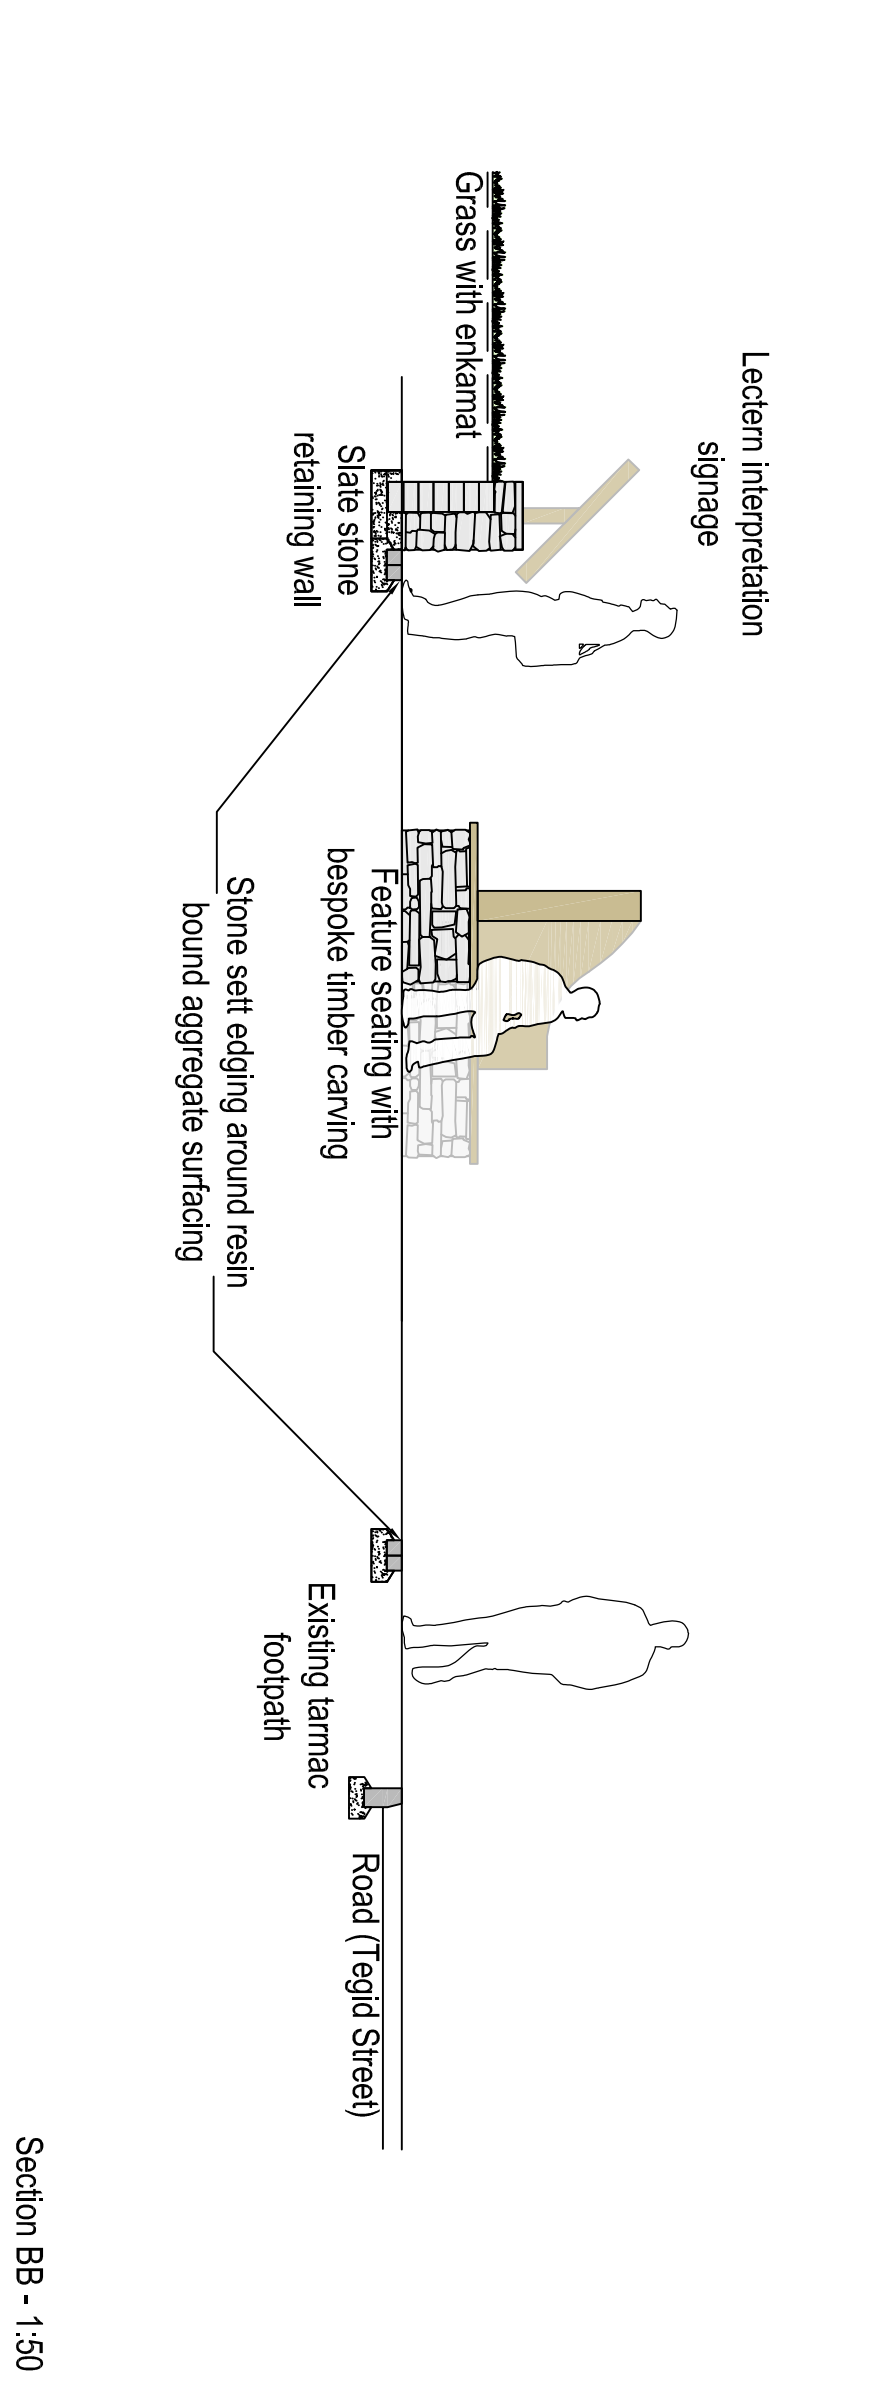 Lectern interpretation
signage
Grass with enkamat
Slate stone
retaining wall
Feature seating with
bespoke timber carving
Stone sett edging around resin
bound aggregate surfacing
Existing tarmac
footpath
Road (Tegid Street)
Section BB - 1:50